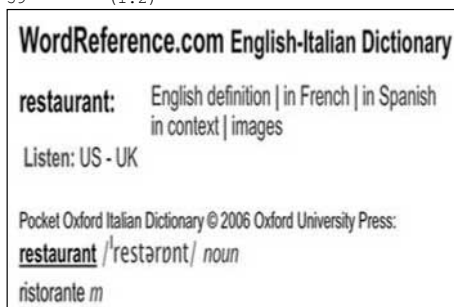 WordReference.com English-Italian Dictionary
restaurant: English definition | in French | in Spanish
in context | images
Listen: US - UK
Pocket Oxford Italian Dictionary © 2006 Oxford University Press:
restaurant /ˈrestərɒnt/ noun
ristorante m